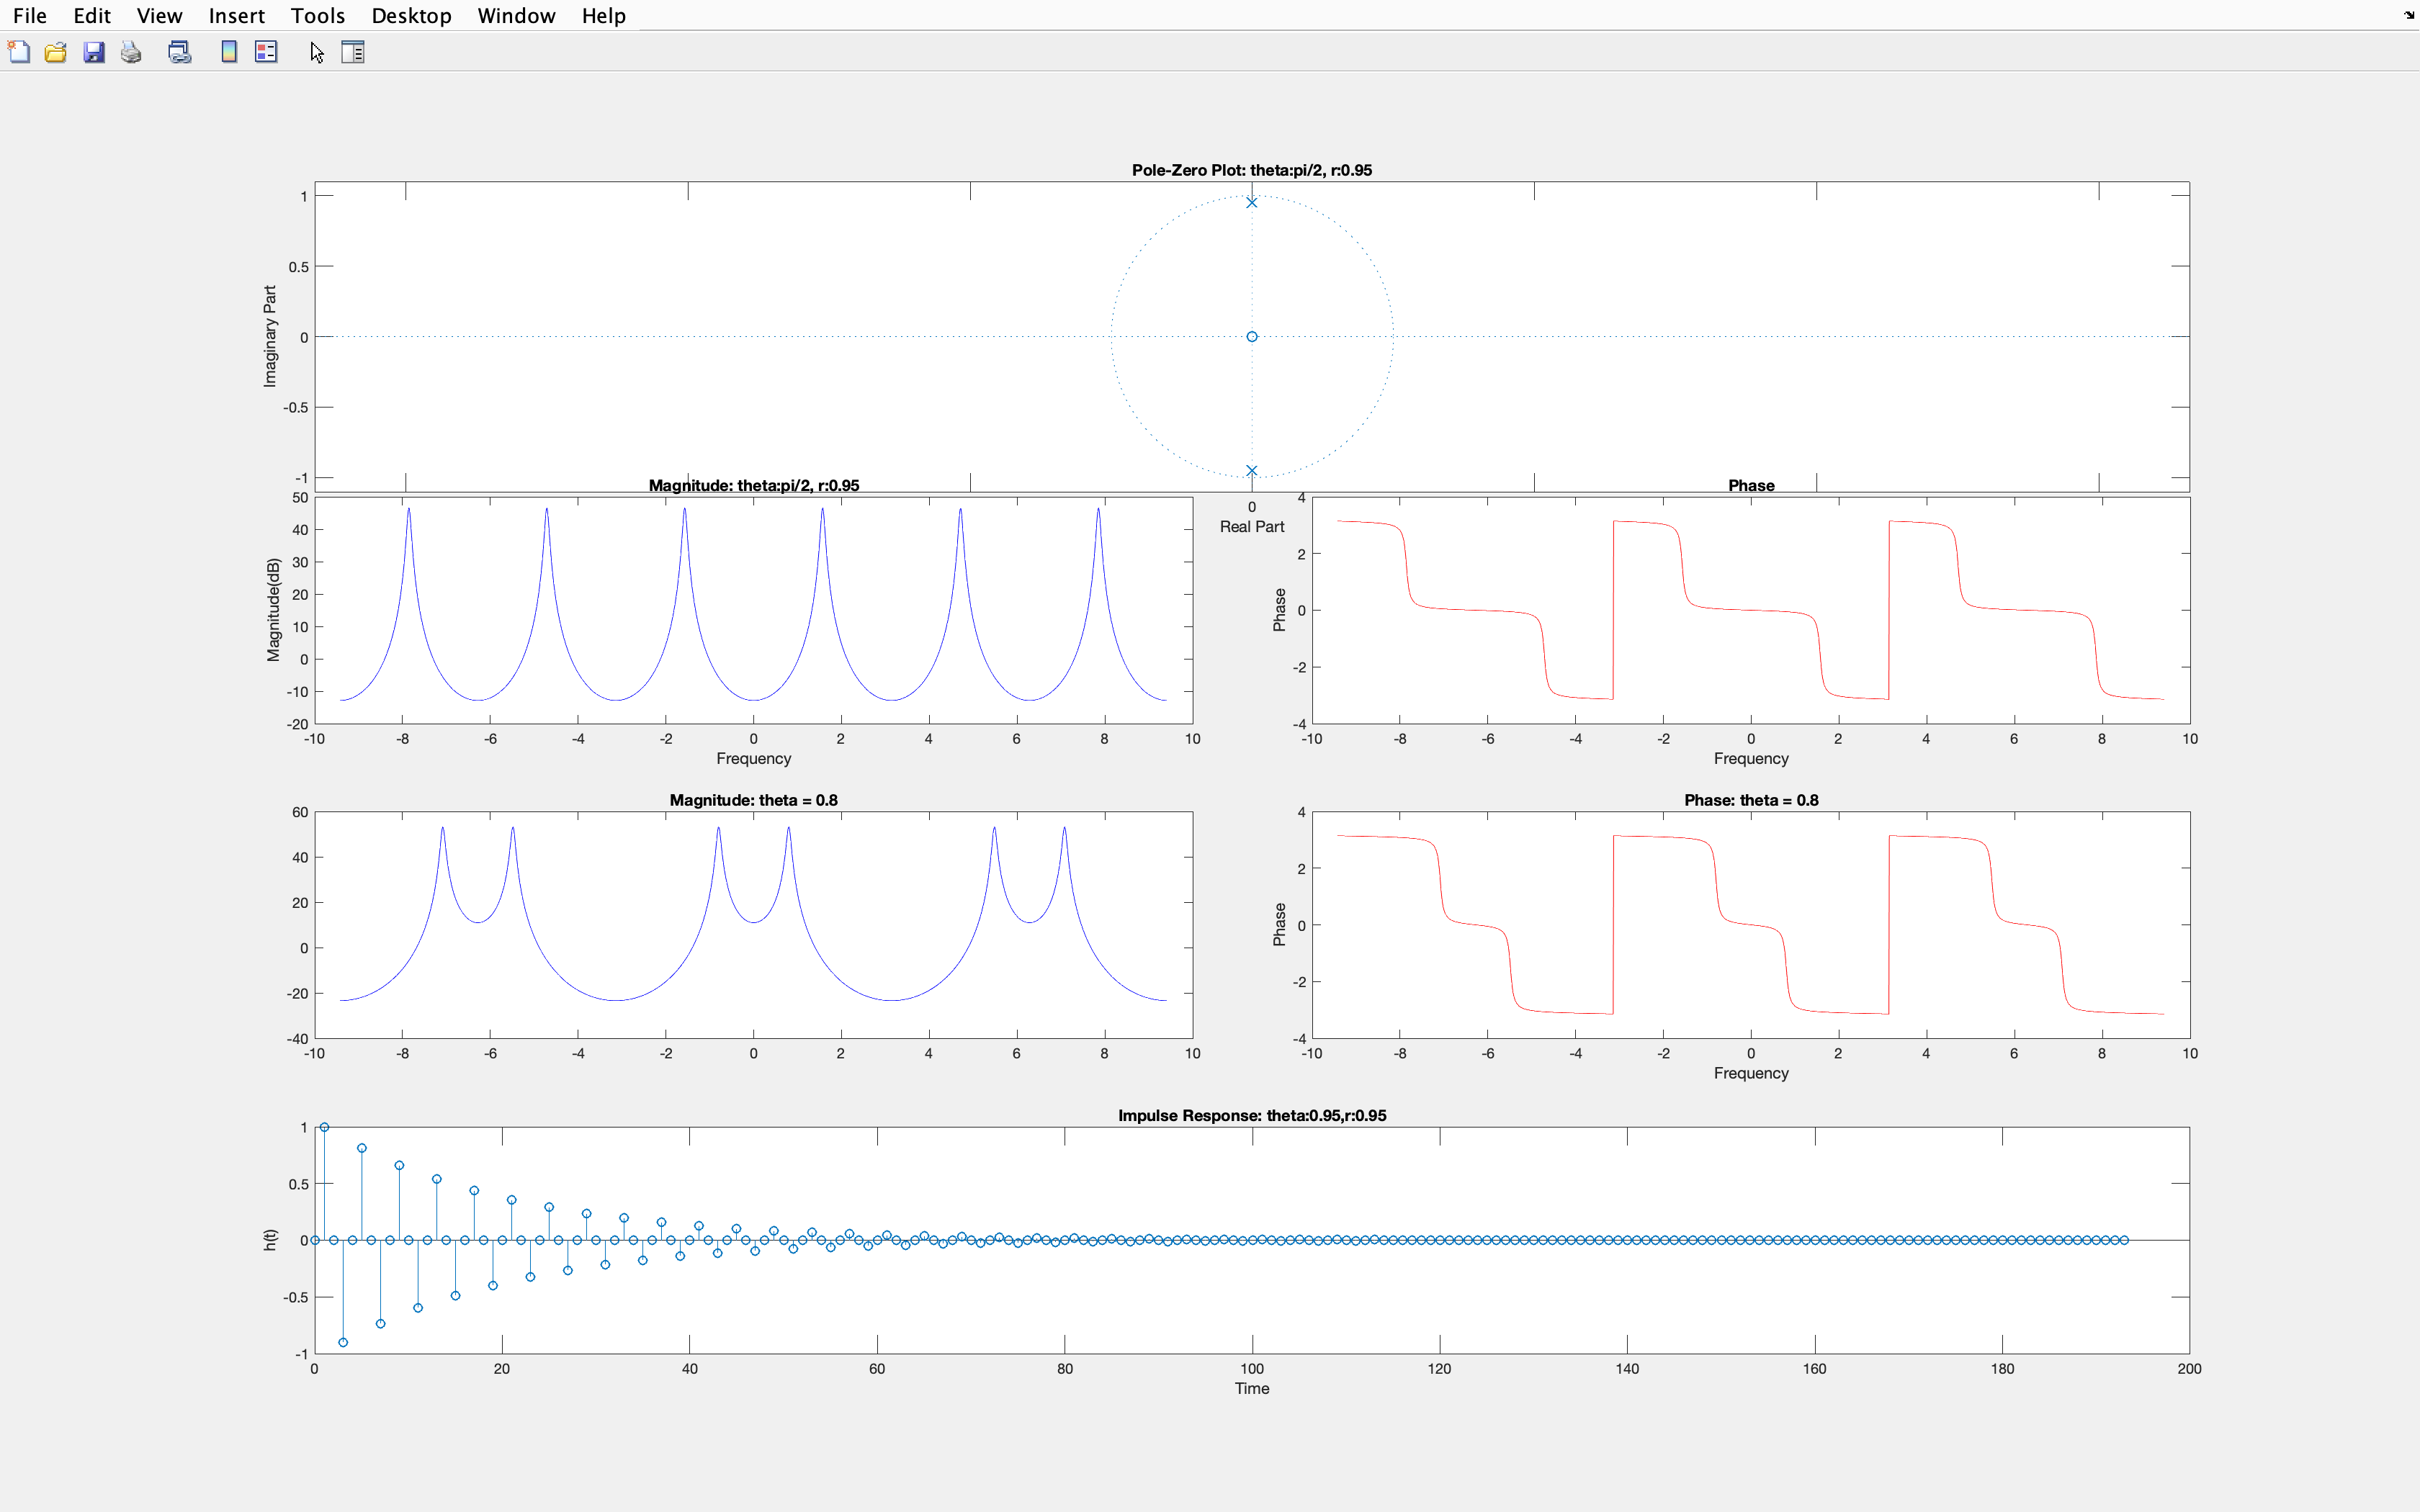 File Edit View Insert Tools Desktop Window Help
Pole-Zero Plot: theta:pi/2, r:0.95
Imaginary Part
1
0.5
0
-0.5
-1
0
Real Part
Magnitude: theta:pi/2, r:0.95
Magnitude(dB)
50
40
30
20
10
0
-10
-20
-10 -8 -6 -4 -2 0 2 4 6 8 10
Frequency
Phase
Phase
4
2
0
-2
-4
-10 -8 -6 -4 -2 0 2 4 6 8 10
Frequency
Magnitude: theta = 0.8
60
40
20
0
-20
-40
-10 -8 -6 -4 -2 0 2 4 6 8 10
Phase: theta = 0.8
Phase
4
2
0
-2
-4
-10 -8 -6 -4 -2 0 2 4 6 8 10
Frequency
Impulse Response: theta:0.95,r:0.95
h(t)
1
0.5
0
-0.5
-1
0 20 40 60 80 100 120 140 160 180 200
Time